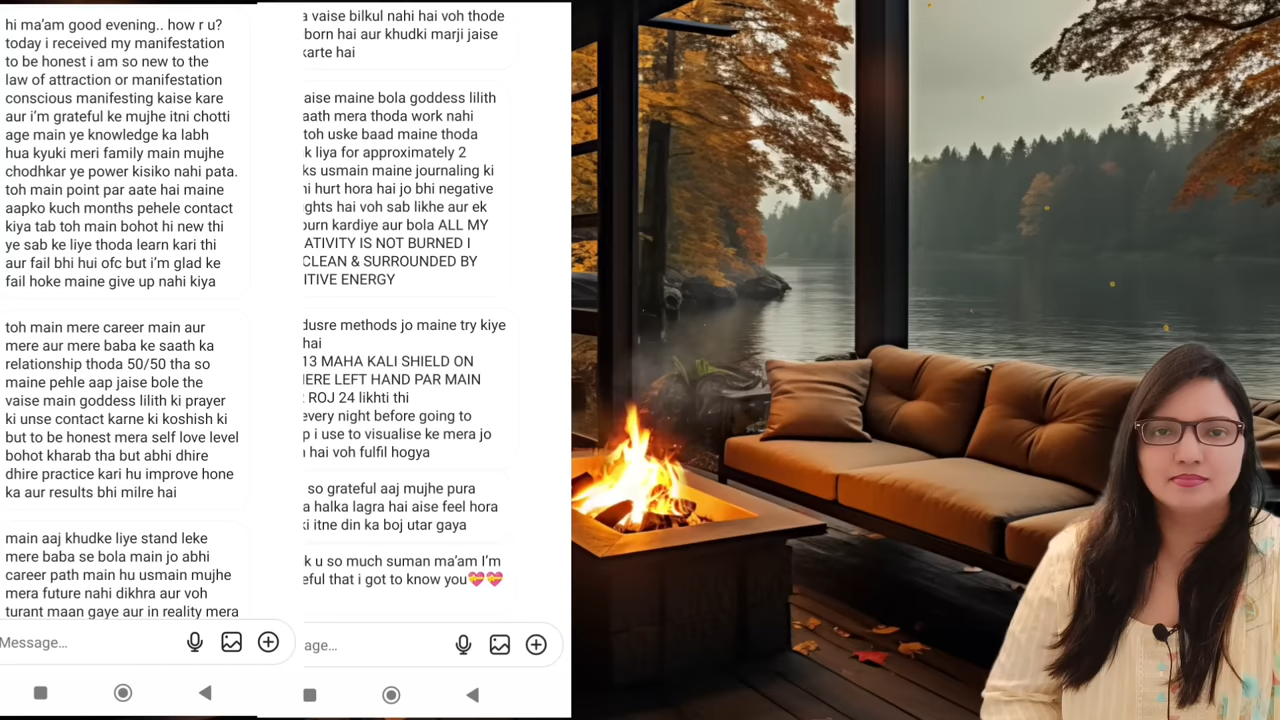 hi ma'am good evening.. how r u?
today i received my manifestation
to be honest i am so new to the
law of attraction or manifestation
conscious manifesting kaise kare
aur i'm grateful ke mujhe itni chotti
age main ye knowledge ka labh
hua kyuki meri family main mujhe
chodhkar ye power kisiko nahi pata.
toh main point par aate hai maine
aapko kuch months pehele contact
kiya tab toh main bohot hi new thi
ye sab ke liye thoda learn kari thi
aur fail bhi hui ofc but i'm glad ke
fail hoke maine give up nahi kiya
toh main mere career main aur
mere aur mere baba ke saath ka
relationship thoda 50/50 tha so
maine pehle aap jaise bole the
vaise main goddess lilith ki prayer
ki unse contact karne ki koshish ki
but to be honest mera self love level
bohot kharab tha but abhi dhire
dhire practice kari hu improve hone
ka aur results bhi milre hai
main aaj khudke liye stand leke
mere baba se bola main jo abhi
career path main hu usmain mujhe
mera future nahi dikhra aur voh
turant maan gaye aur in reality mera
Message...
a vaise bilkul nahi hai voh thode
born hai aur khudki marji jaise
karte hai
aise maine bola goddess lilith
aath mera thoda work nahi
toh uske baad maine thoda
k liya for approximately 2
ks usmain maine journaling ki
hi hurt hora hai jo bhi negative
ghts hai voh sab likhe aur ek
burn kardiye aur bola ALL MY
ATIVITY IS NOT BURNED I
CLEAN & SURROUNDED BY
ITIVE ENERGY
dusre methods jo maine try kiye
hai
13 MAHA KALI SHIELD ON
MERE LEFT HAND PAR MAIN
ROJ 24 likhti thi
every night before going to
p i use to visualise ke mera jo
hai voh fulfil hogya
so grateful aaj mujhe pura
a halka lagra hai aise feel hora
ki itne din ka boj utar gaya
k u so much suman ma'am I'm
eful that i got to know you💝💝
age...